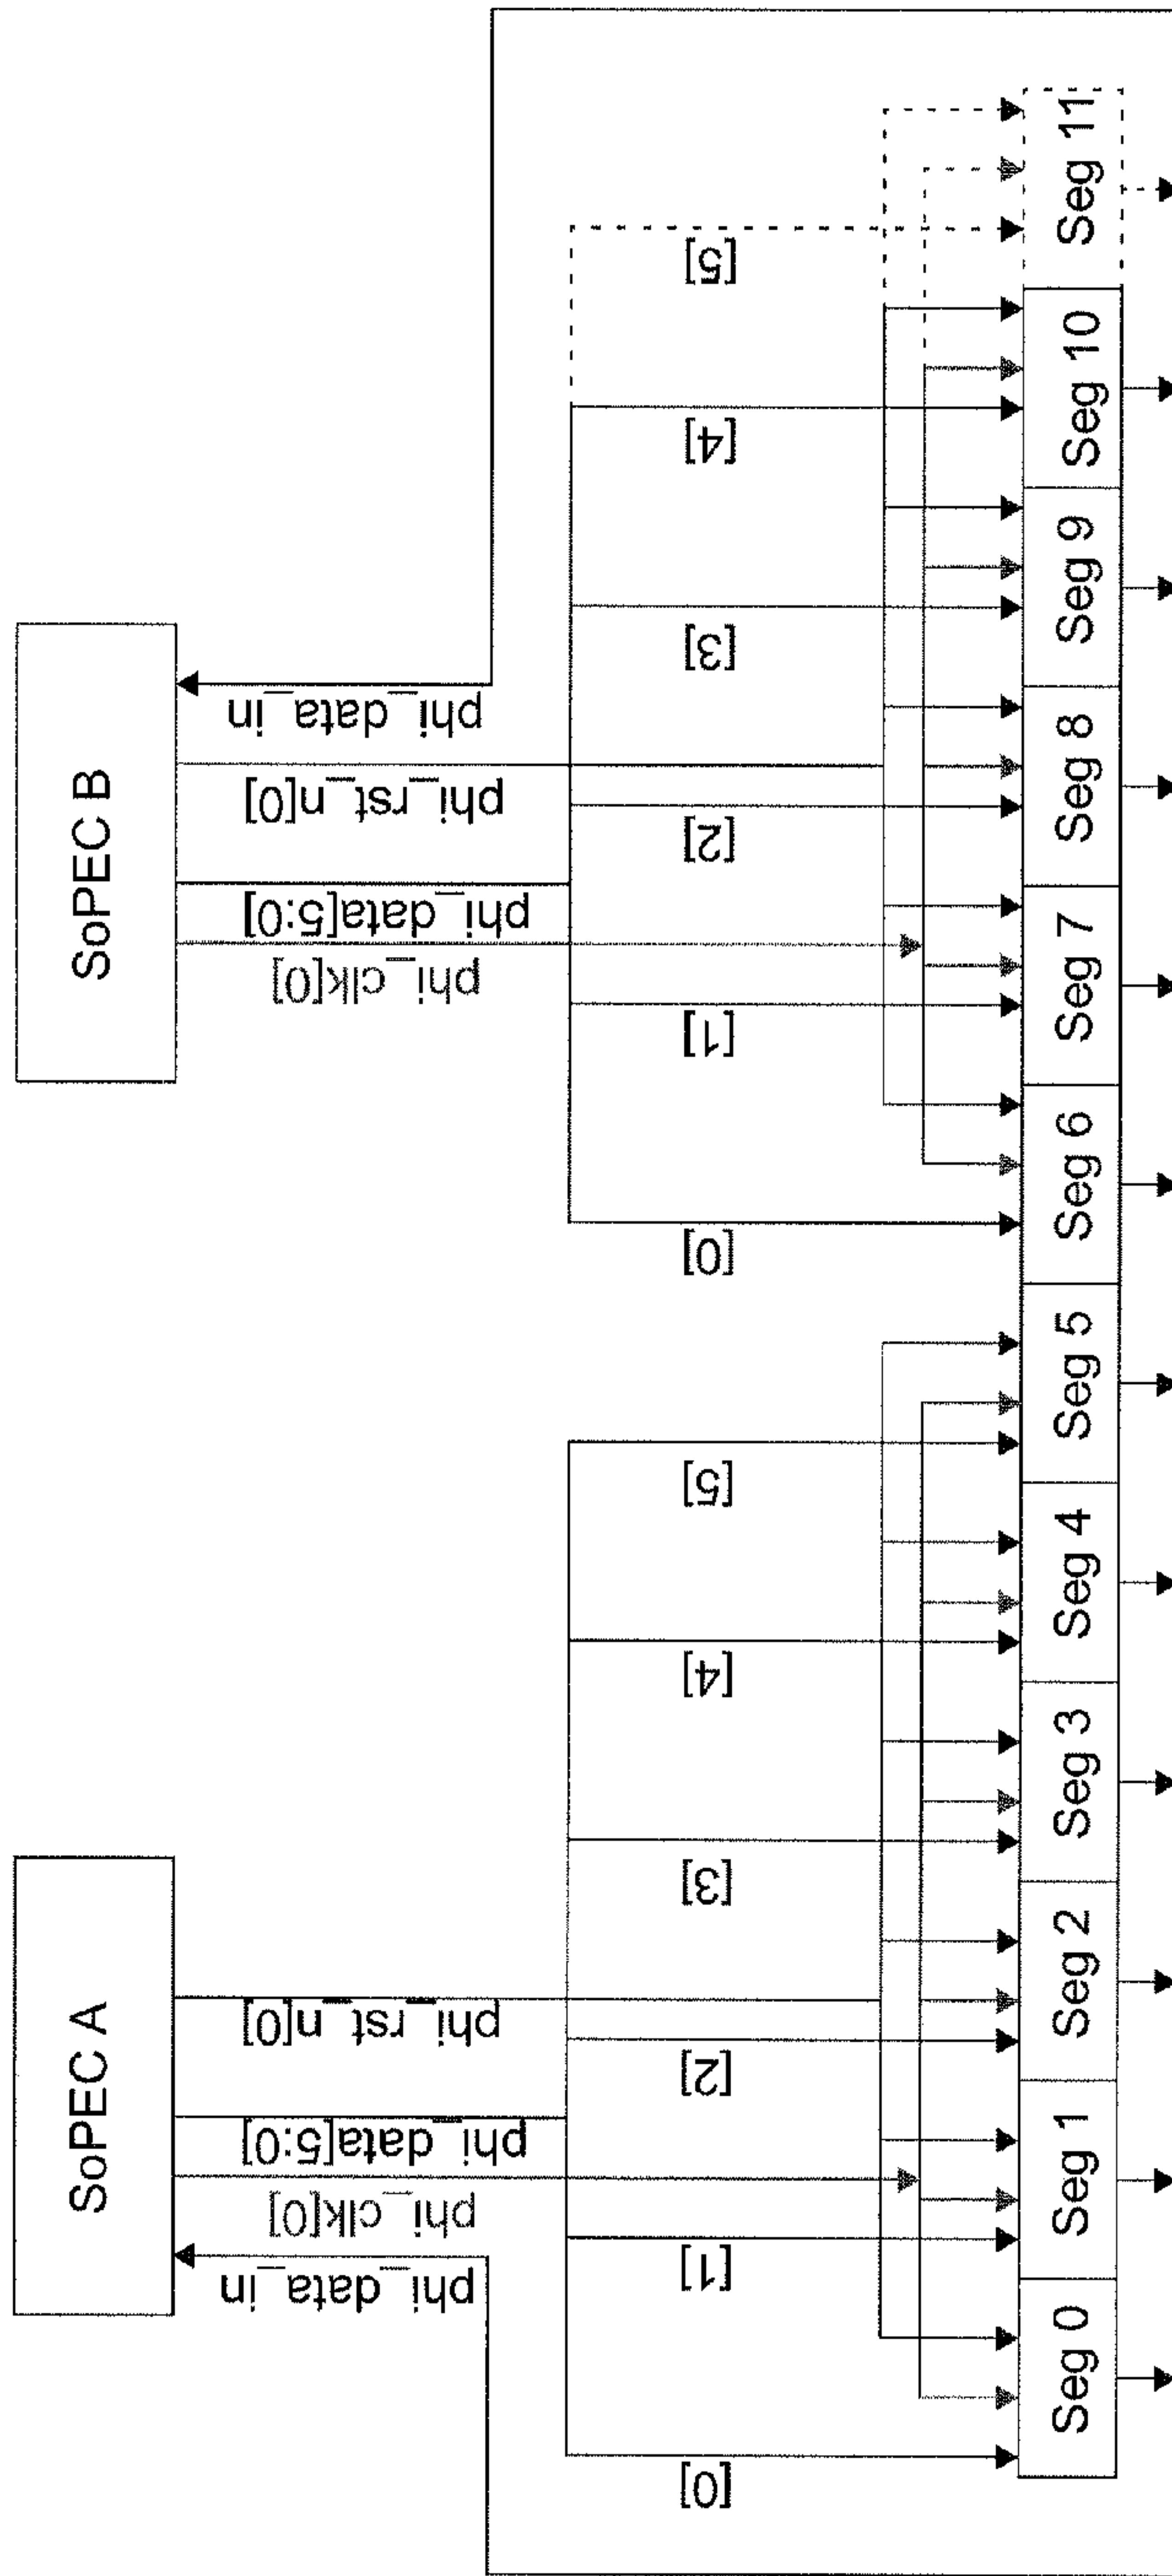 SoPEC A
SoPEC B
phi_data_in
phi_clk[0]
phi_data[5:0]
phi_rst_n[0]
phi_clk[0]
phi_data[5:0]
phi_rst_n[0]
phi_data_in
[0]
[1]
[2]
[3]
[4]
[5]
[0]
[1]
[2]
[3]
[4]
[5]
Seg 0
Seg 1
Seg 2
Seg 3
Seg 4
Seg 5
Seg 6
Seg 7
Seg 8
Seg 9
Seg 10
Seg 11